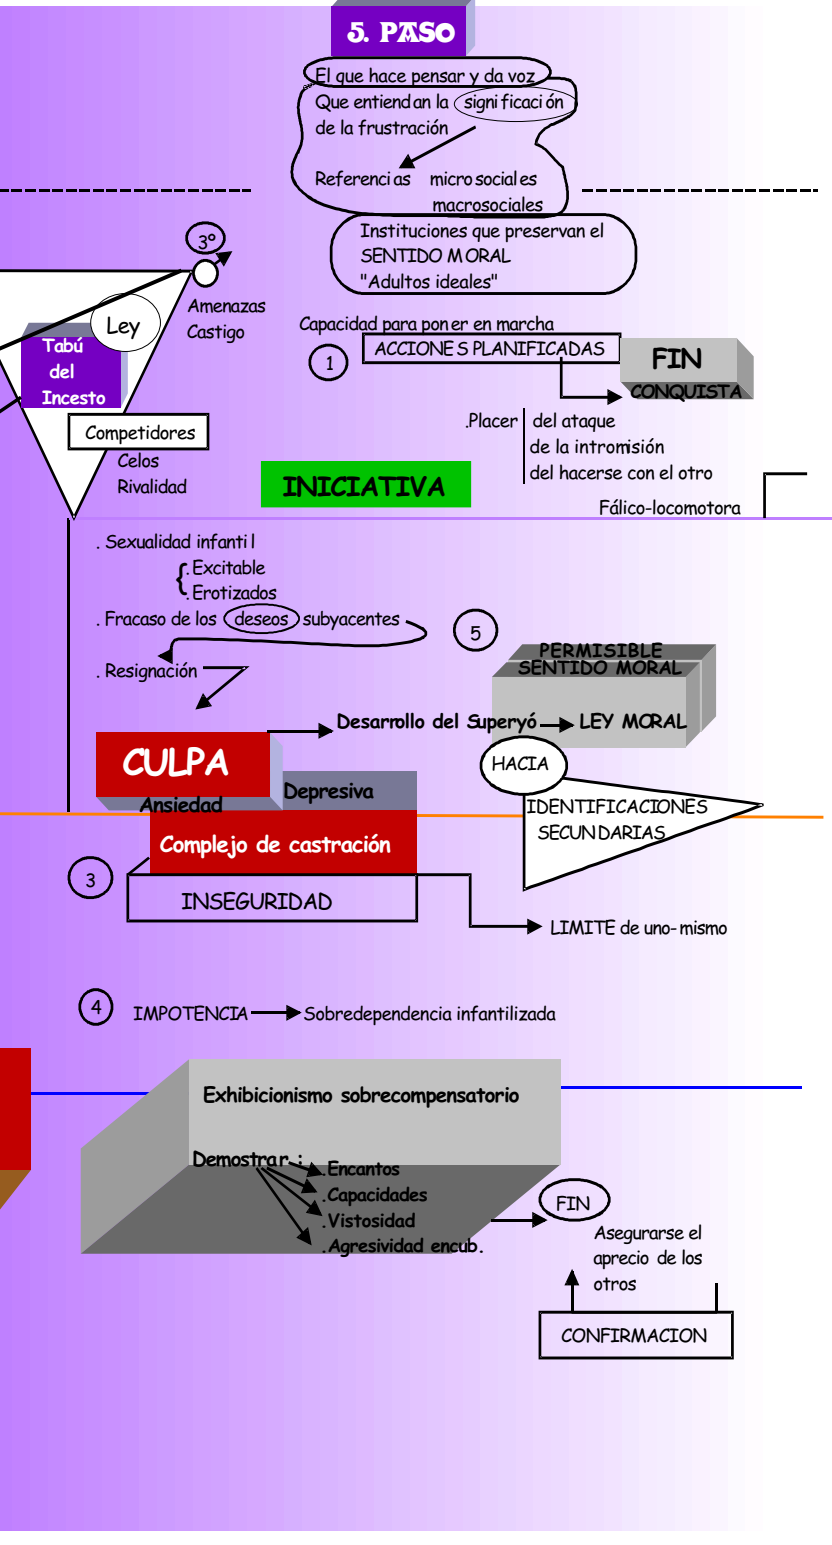 5. PASO
El que hace pensar y da voz
Que entiendan la significación
de la frustración
Referencias microsociales
macrosociales
Instituciones que preservan el
SENTIDO MORAL
"Adultos ideales"
3º
Amenazas
Castigo
Ley
Tabú
del
Incesto
Competidores
Celos
Rivalidad
Capacidad para poner en marcha
1
ACCIONES PLANIFICADAS
FIN
CONQUISTA
.Placer del ataque
de la intromisión
del hacerse con el otro
INICIATIVA
Fálico-locomotora
. Sexualidad infantil
{.Excitable
.Erotizados
. Fracaso de los deseos subyacentes
. Resignación
5
PERMISIBLE
SENTIDO MORAL
Desarrollo del Superyó
LEY MORAL
CULPA
HACIA
Ansiedad
Depresiva
IDENTIFICACIONES
SECUNDARIAS
Complejo de castración
3
INSEGURIDAD
LIMITE de uno-mismo
4
IMPOTENCIA
Sobredependencia infantilizada
Exhibicionismo sobrecompensatorio
Demostrar :
.Encantos
.Capacidades
.Vistosidad
.Agresividad encub.
FIN
Asegurarse el
aprecio de los
otros
CONFIRMACION